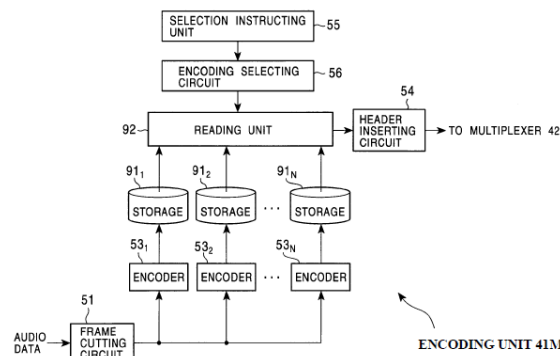 SELECTION INSTRUCTING
UNIT
55
ENCODING SELECTING
CIRCUIT
56
54
92
READING UNIT
HEADER
INSERTING
CIRCUIT
TO MULTIPLEXER 42
91₁
91₂
91N
STORAGE
STORAGE
...
STORAGE
53₁
53₂
53N
ENCODER
ENCODER
...
ENCODER
51
AUDIO
DATA
FRAME
CUTTING
CIRCUIT
ENCODING UNIT 41M